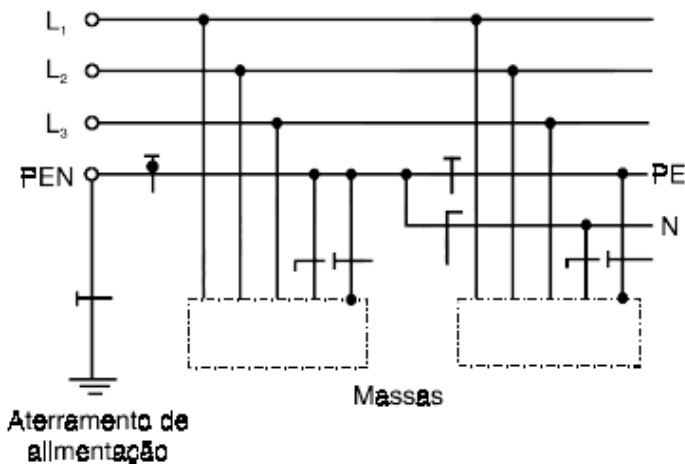 L₁
L₂
L₃
PEN
PE
N
Massas
Aterramento de
alimentação